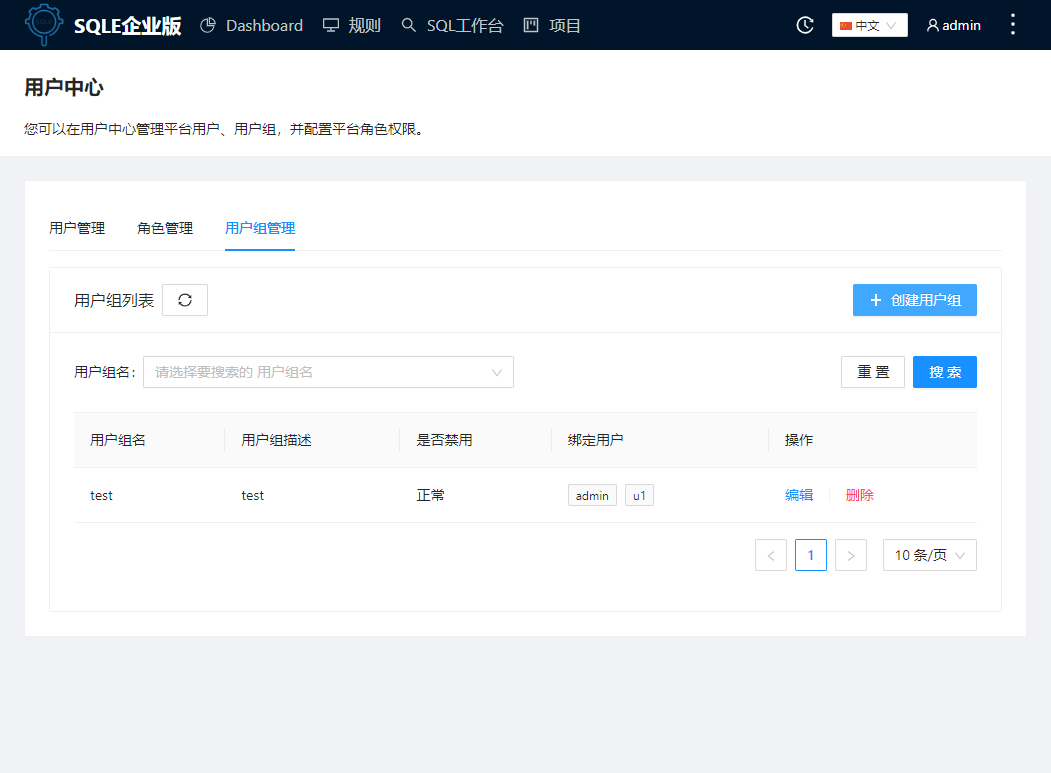 SQLE企业版 Dashboard 规则 SQL工作台 项目 中文 admin
用户中心
您可以在用户中心管理平台用户、用户组，并配置平台角色权限。
用户管理 角色管理 用户组管理
用户组列表 创建用户组
用户组名： 请选择要搜索的 用户组名 重 置 搜 索
用户组名 用户组描述 是否禁用 绑定用户 操作
test test 正常 admin u1 编辑 删除
< 1 > 10 条/页